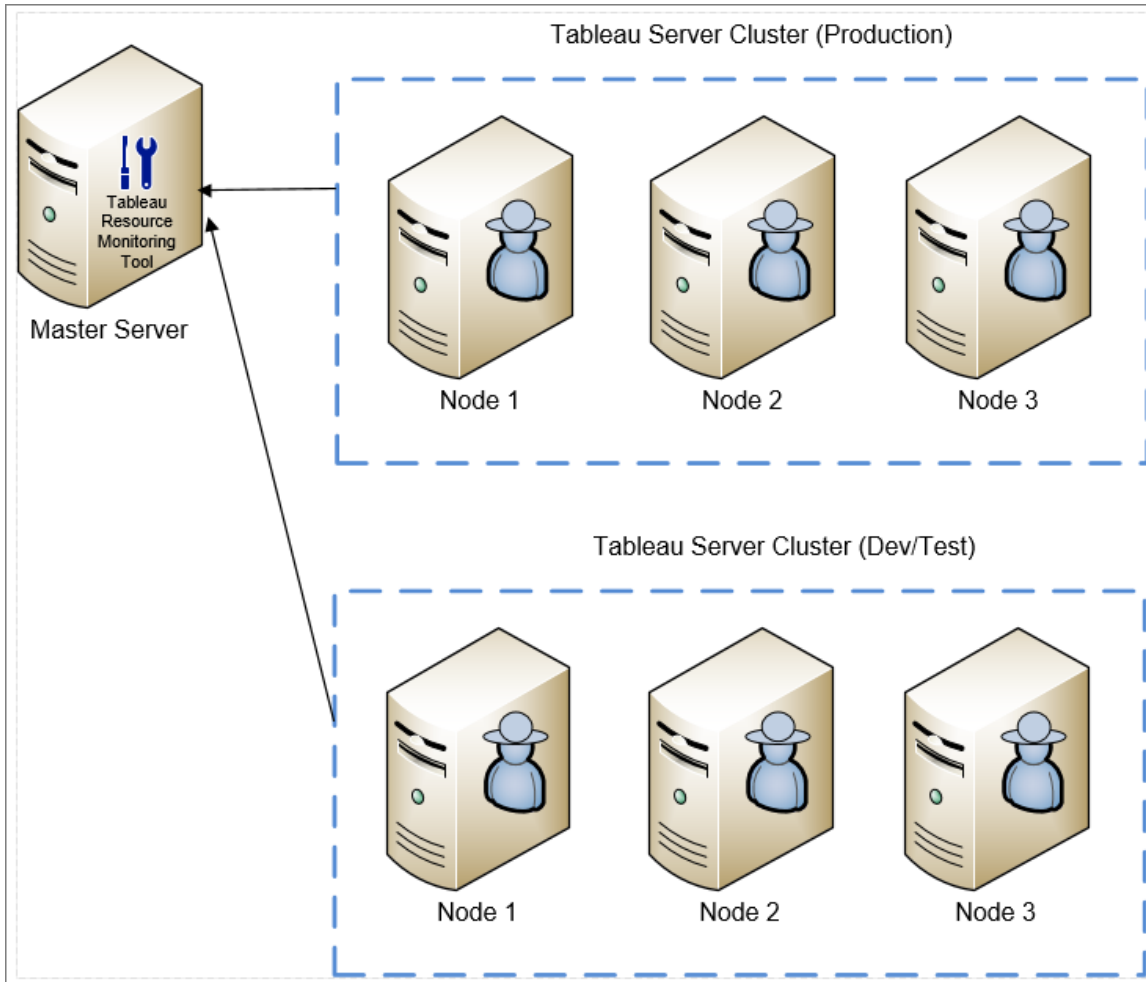 Tableau Server Cluster (Production)
Tableau
Resource
Monitoring
Tool
Master Server
Node 1
Node 2
Node 3
Tableau Server Cluster (Dev/Test)
Node 1
Node 2
Node 3